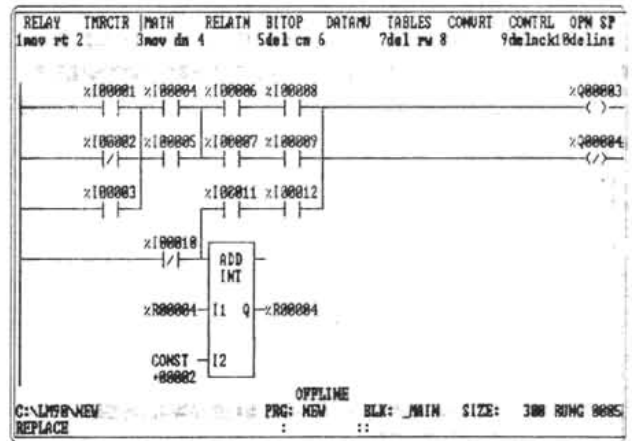 RELAY TMRCIR MATH RELATN BITOP DATAMV TABLES CONVRT CONTRL OPN SP
1mov rt 2 3mov dn 4 5del cm 6 7del rw 8 9delnck10delins
%I00001 %I00004 %I00006 %I00008 %Q00003
%I00002 %I00005 %I00007 %I00009 %Q00004
%I00003 %I00011 %I00012
%I00010
ADD
INT
%R00004 I1 Q %R00004
CONST I2
+00002
OFFLINE
C:\LM90\NEW PRG: NEW BLK: _MAIN SIZE: 308 RUNG 0005
REPLACE : ::